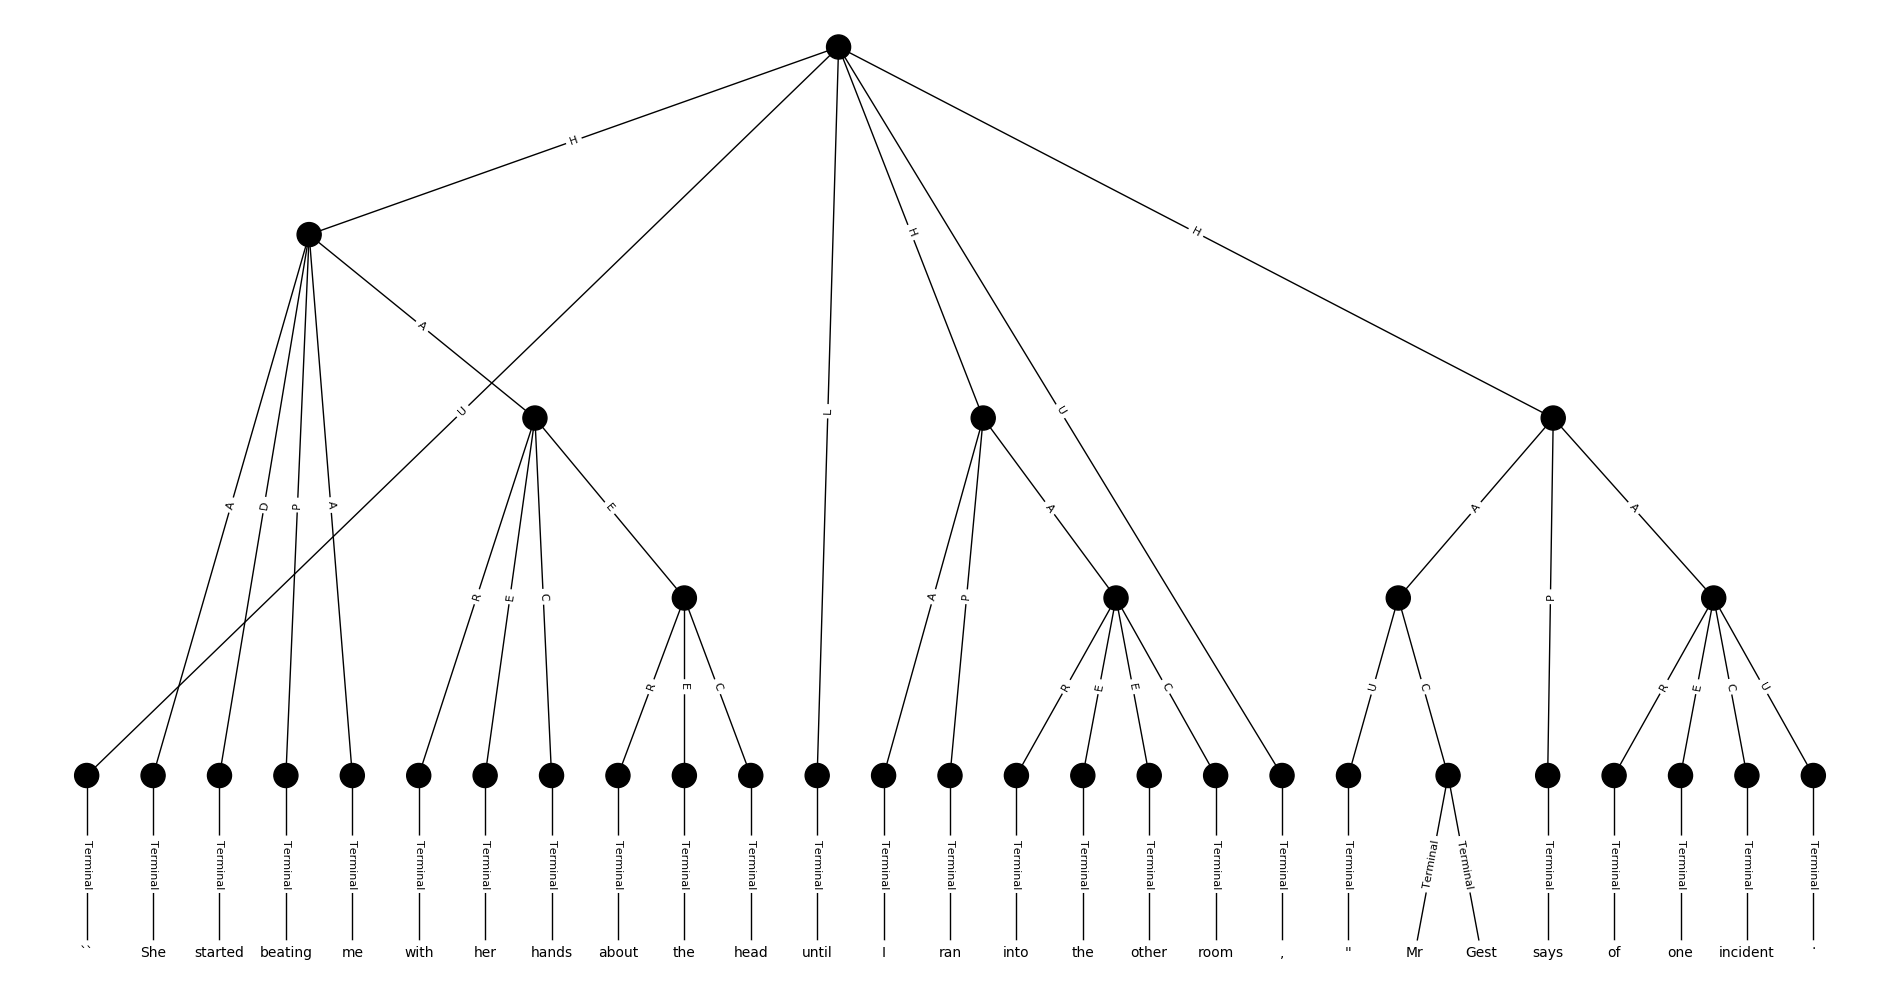 H
H
H
A
U
L
U
A
D
P
A
E
A
P
A
A
P
A
R
E
C
R
E
C
R
E
E
C
U
C
R
E
C
U
Terminal Terminal Terminal Terminal Terminal Terminal Terminal Terminal Terminal Terminal Terminal Terminal Terminal Terminal Terminal Terminal Terminal Terminal Terminal Terminal Terminal Terminal Terminal Terminal Terminal Terminal Terminal
`` She started beating me with her hands about the head until I ran into the other room , " Mr Gest says of one incident .